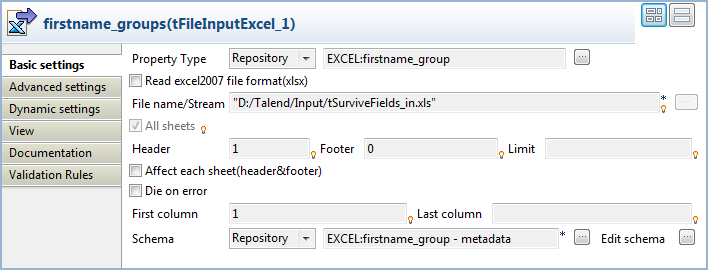 firstname_groups(tFileInputExcel_1)
Basic settings
Advanced settings
Dynamic settings
View
Documentation
Validation Rules
Property Type Repository EXCEL:firstname_group ...
Read excel2007 file format(xlsx)
File name/Stream "D:/Talend/Input/tSurviveFields_in.xls" * ...
All sheets
Header 1 Footer 0 Limit
Affect each sheet(header&footer)
Die on error
First column 1 Last column
Schema Repository EXCEL:firstname_group - metadata * ... Edit schema ...